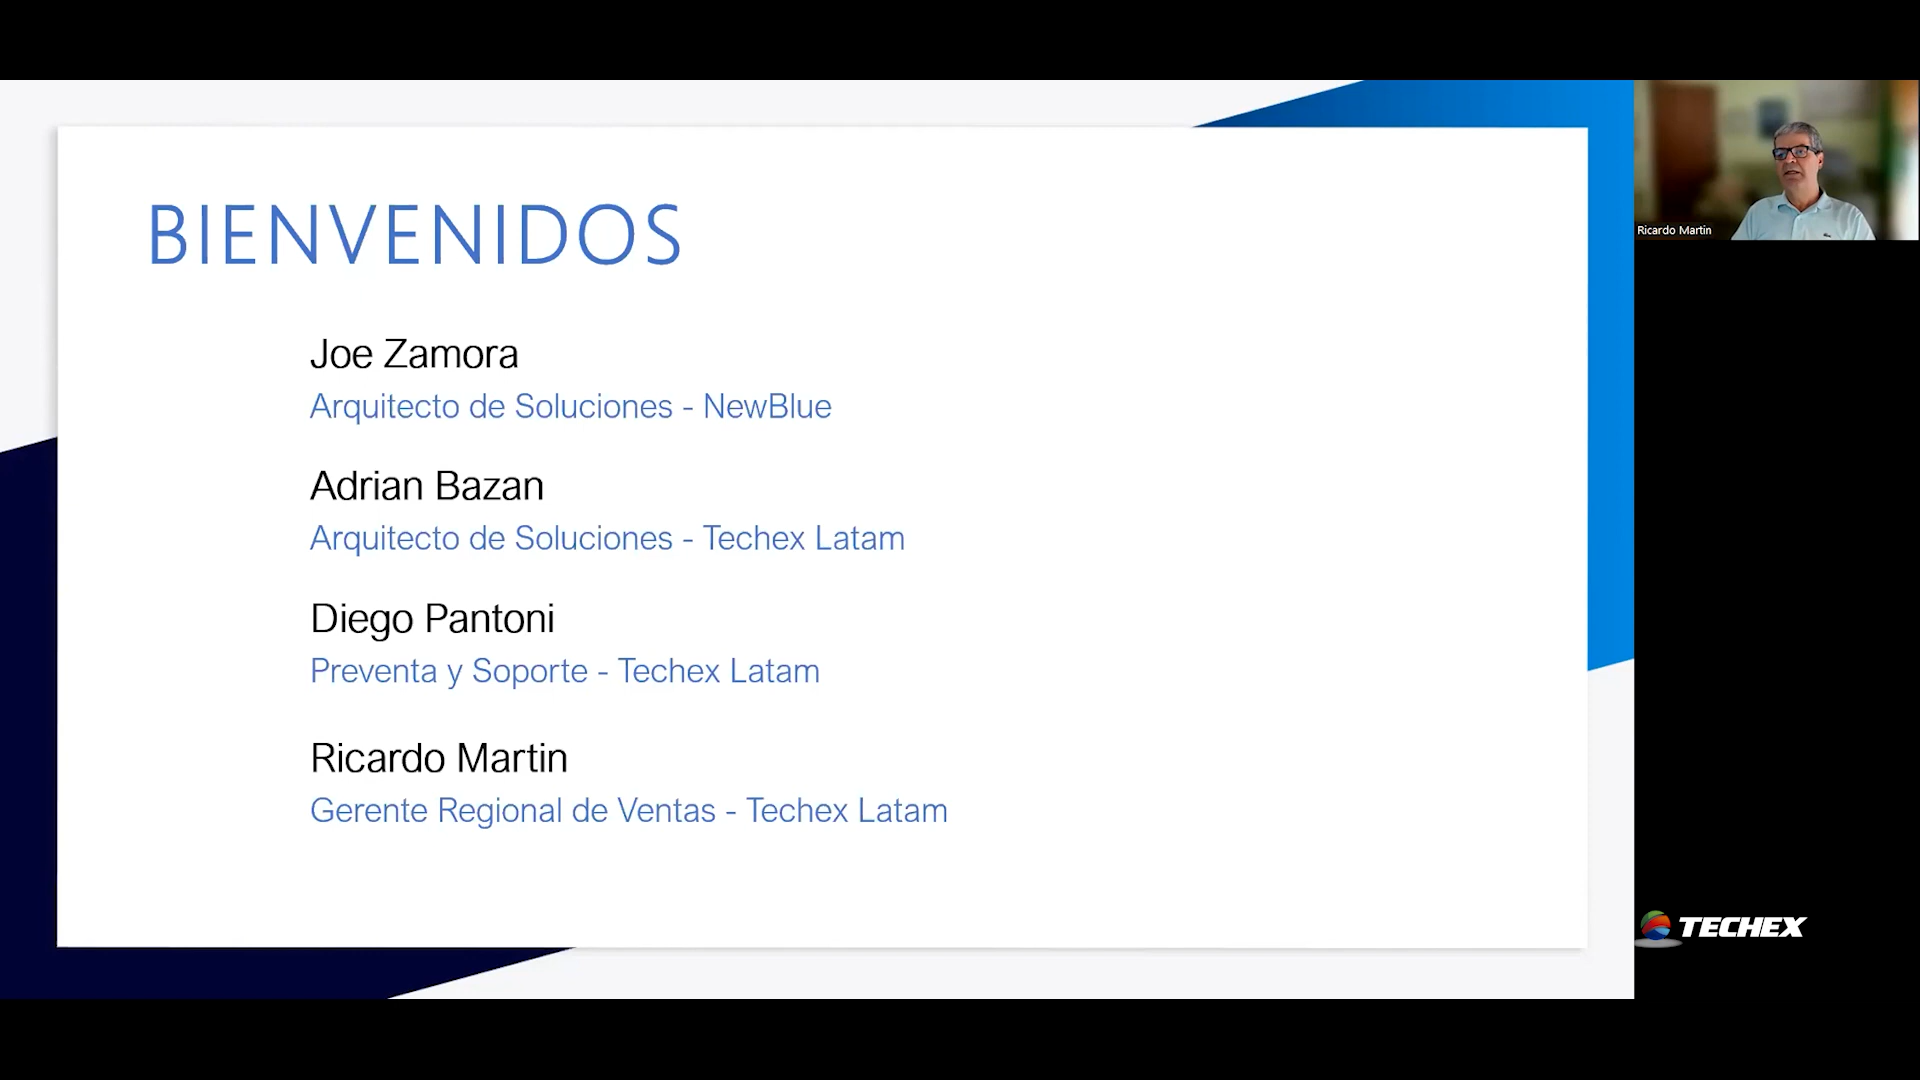 BIENVENIDOS
Joe Zamora
Arquitecto de Soluciones - NewBlue
Adrian Bazan
Arquitecto de Soluciones - Techex Latam
Diego Pantoni
Preventa y Soporte - Techex Latam
Ricardo Martin
Gerente Regional de Ventas - Techex Latam
Ricardo Martin
TECHEX